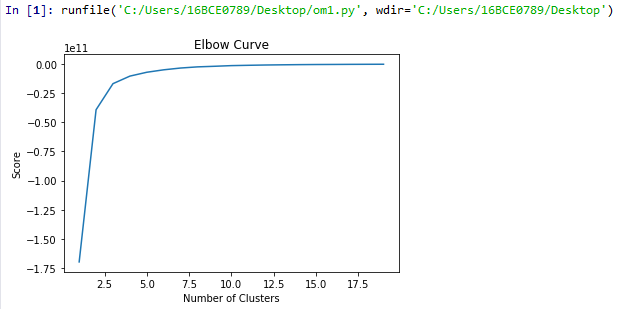 In [1]: runfile('C:/Users/16BCE0789/Desktop/om1.py', wdir='C:/Users/16BCE0789/Desktop')
1e11
Elbow Curve
0.00
−0.25
−0.50
−0.75
−1.00
−1.25
−1.50
−1.75
Score
2.5 5.0 7.5 10.0 12.5 15.0 17.5
Number of Clusters